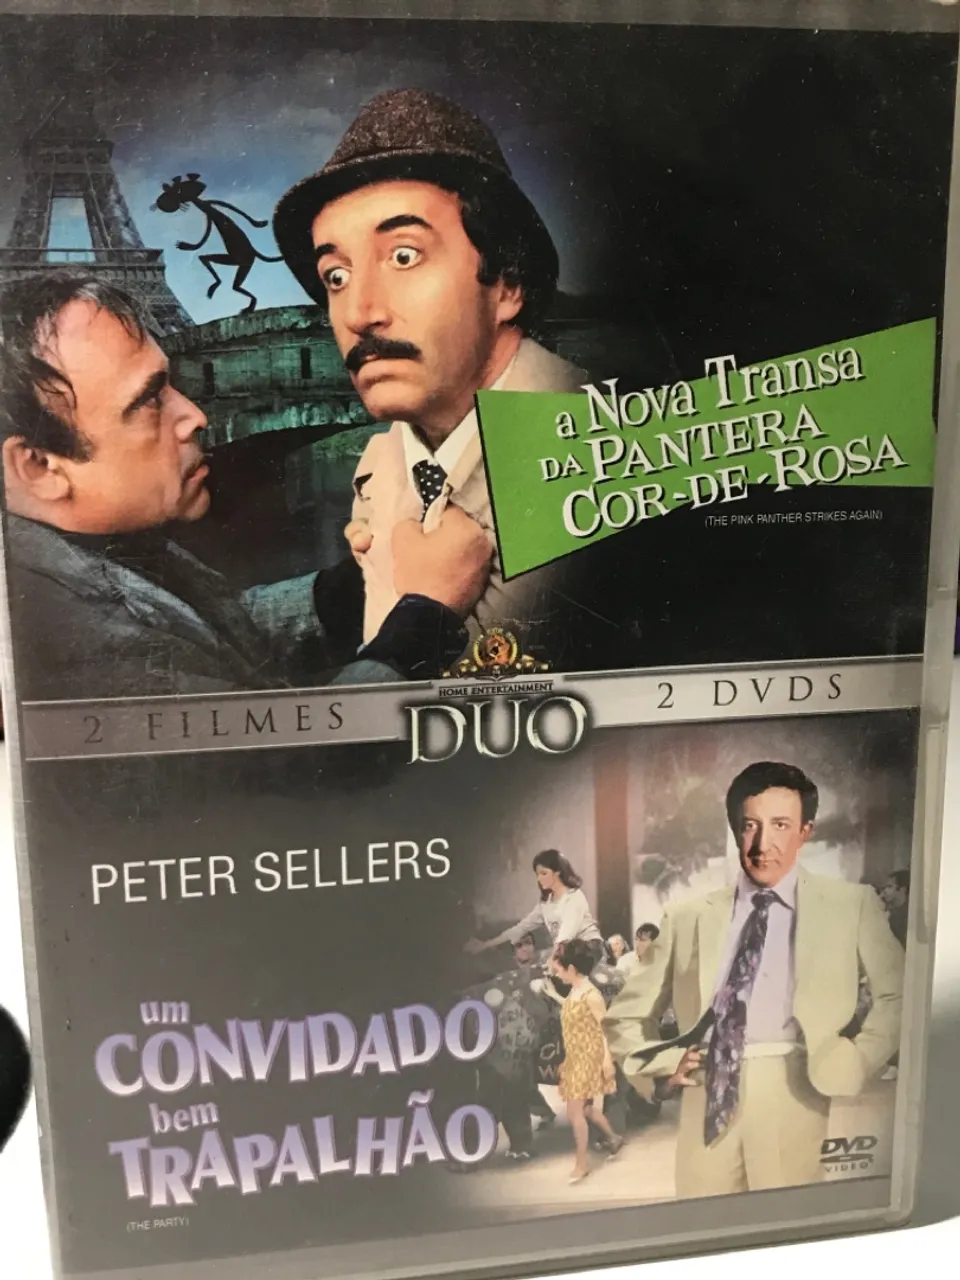 a NOVA TRANSA
DA PANTERA
COR-DE-ROSA
(THE PINK PANTHER STRIKES AGAIN)
HOME ENTERTAINMENT
2 FILMES DUO 2 DVDS
PETER SELLERS
um
CONVIDADO
bem
TRAPALHÃO
(THE PARTY)
DVD
VIDEO